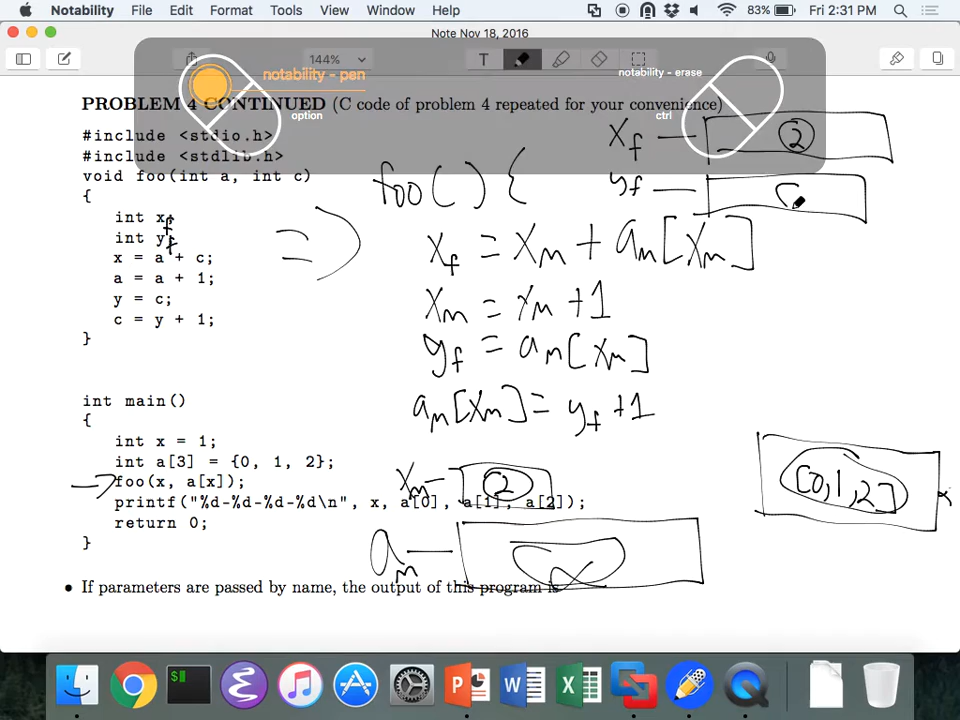 Notability File Edit Format Tools View Window Help 83% Fri 2:31 PM
Note Nov 18, 2016
144% T
notability - pen
option
notability - erase
ctrl
PROBLEM 4 CONTINUED (C code of problem 4 repeated for your convenience)
#include <stdio.h>
#include <stdlib.h>
void foo(int a, int c)
{
int x;
f
int y;
f
x = a + c;
a = a + 1;
y = c;
c = y + 1;
}
xf — 2
yf —
=> foo() {
xf = xm + am[xm]
xm = xm + 1
yf = am[xm]
am[xm] = yf + 1
int main()
{
int x = 1;
int a[3] = {0, 1, 2};
foo(x, a[x]);
printf("%d-%d-%d-%d\n", x, a[0], a[1], a[2]);
return 0;
}
xm — 2
am — α
[0,1,2]
• If parameters are passed by name, the output of this program is